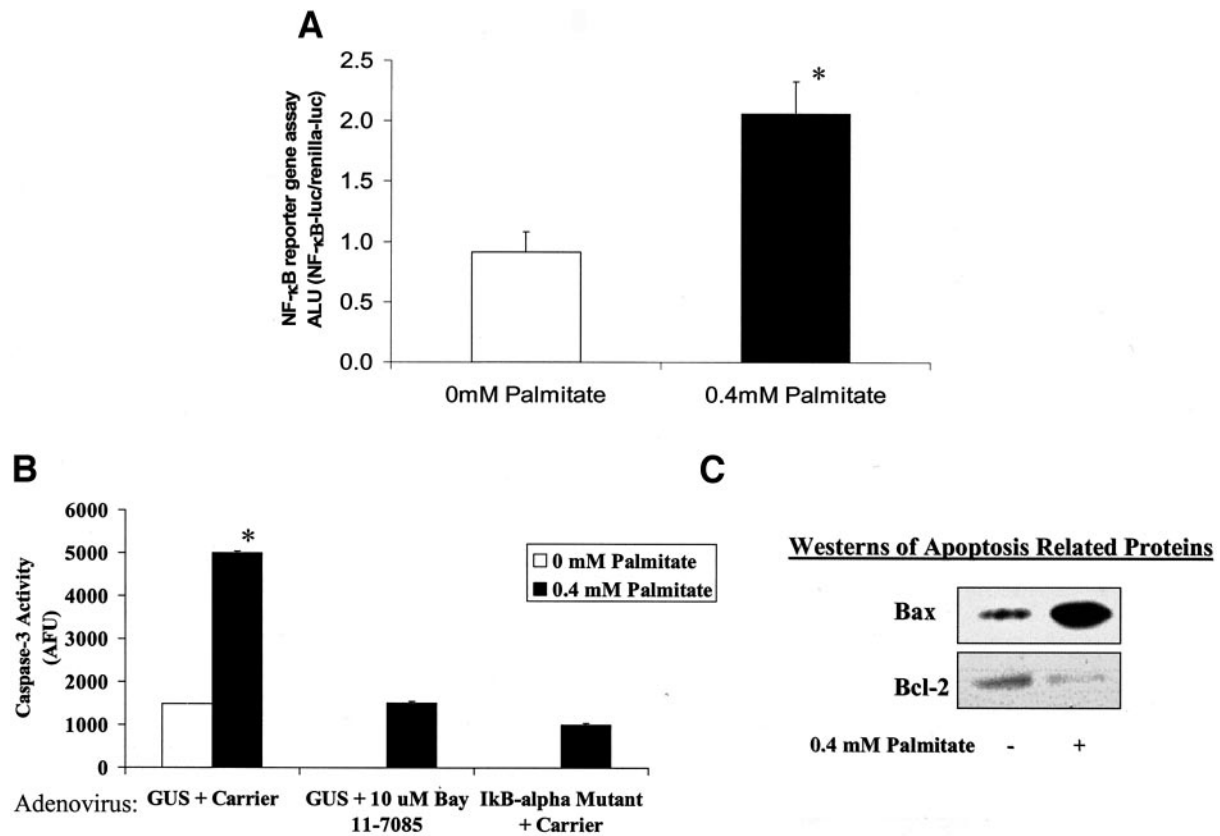 A
NF-κB reporter gene assay
ALU (NF-κB-luc/renilla-luc)
2.5
2.0
1.5
1.0
0.5
0.0
*
0mM Palmitate
0.4mM Palmitate
B
Caspase-3 Activity
(AFU)
6000
5000
4000
3000
2000
1000
0
*
0 mM Palmitate
0.4 mM Palmitate
Adenovirus:
GUS + Carrier
GUS + 10 uM Bay
11-7085
IkB-alpha Mutant
+ Carrier
C
Westerns of Apoptosis Related Proteins
Bax
Bcl-2
0.4 mM Palmitate - +